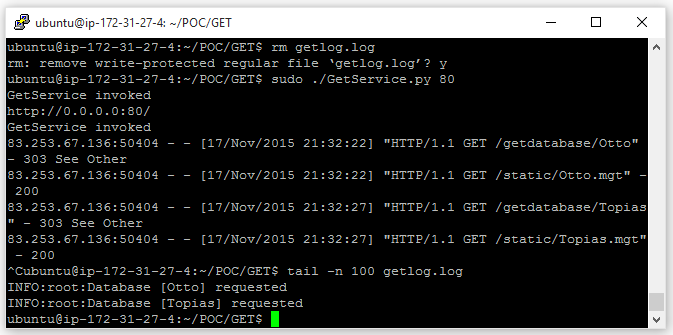 ubuntu@ip-172-31-27-4: ~/POC/GET
ubuntu@ip-172-31-27-4:~/POC/GET$ rm getlog.log
rm: remove write-protected regular file ‘getlog.log’? y
ubuntu@ip-172-31-27-4:~/POC/GET$ sudo ./GetService.py 80
GetService invoked
http://0.0.0.0:80/
GetService invoked
83.253.67.136:50404 - - [17/Nov/2015 21:32:22] "HTTP/1.1 GET /getdatabase/Otto"
- 303 See Other
83.253.67.136:50404 - - [17/Nov/2015 21:32:22] "HTTP/1.1 GET /static/Otto.mgt" -
200
83.253.67.136:50404 - - [17/Nov/2015 21:32:27] "HTTP/1.1 GET /getdatabase/Topias
" - 303 See Other
83.253.67.136:50404 - - [17/Nov/2015 21:32:27] "HTTP/1.1 GET /static/Topias.mgt"
- 200
^Cubuntu@ip-172-31-27-4:~/POC/GET$ tail -n 100 getlog.log
INFO:root:Database [Otto] requested
INFO:root:Database [Topias] requested
ubuntu@ip-172-31-27-4:~/POC/GET$